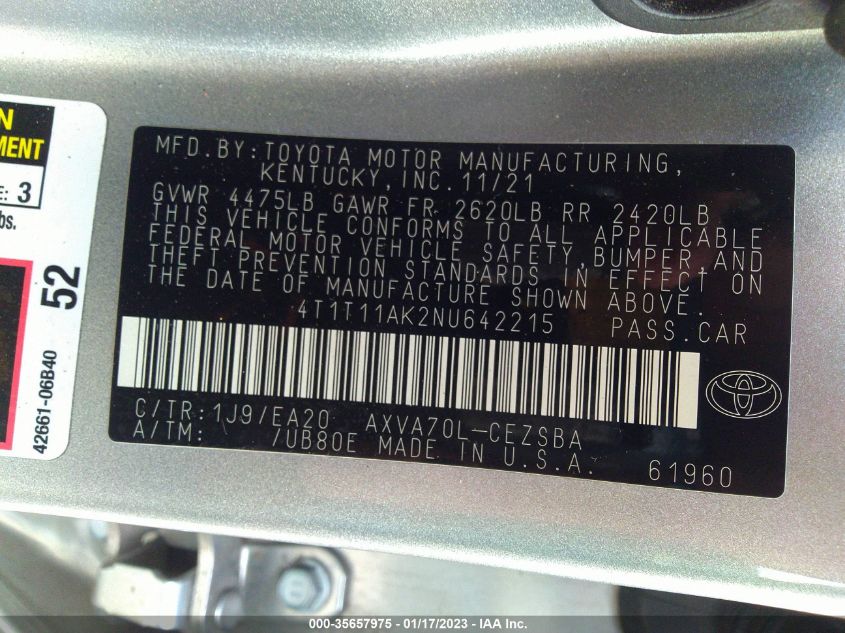 N
MENT
E: 3
bs.
52
42661-06B40
MFD.BY:TOYOTA MOTOR MANUFACTURING,
KENTUCKY,INC.11/21
GVWR 4475LB GAWR FR 2620LB RR 2420LB
THIS VEHICLE CONFORMS TO ALL APPLICABLE
FEDERAL MOTOR VEHICLE SAFETY,BUMPER,AND
THEFT PREVENTION STANDARDS IN EFFECT ON
THE DATE OF MANUFACTURE SHOWN ABOVE.
4T1T11AK2NU642215 PASS.CAR
C/TR:1J9/EA20 AXVA70L-CEZSBA
A/TM: /UB80E MADE IN U.S.A. 61960
000-35657975 - 01/17/2023 - IAA Inc.